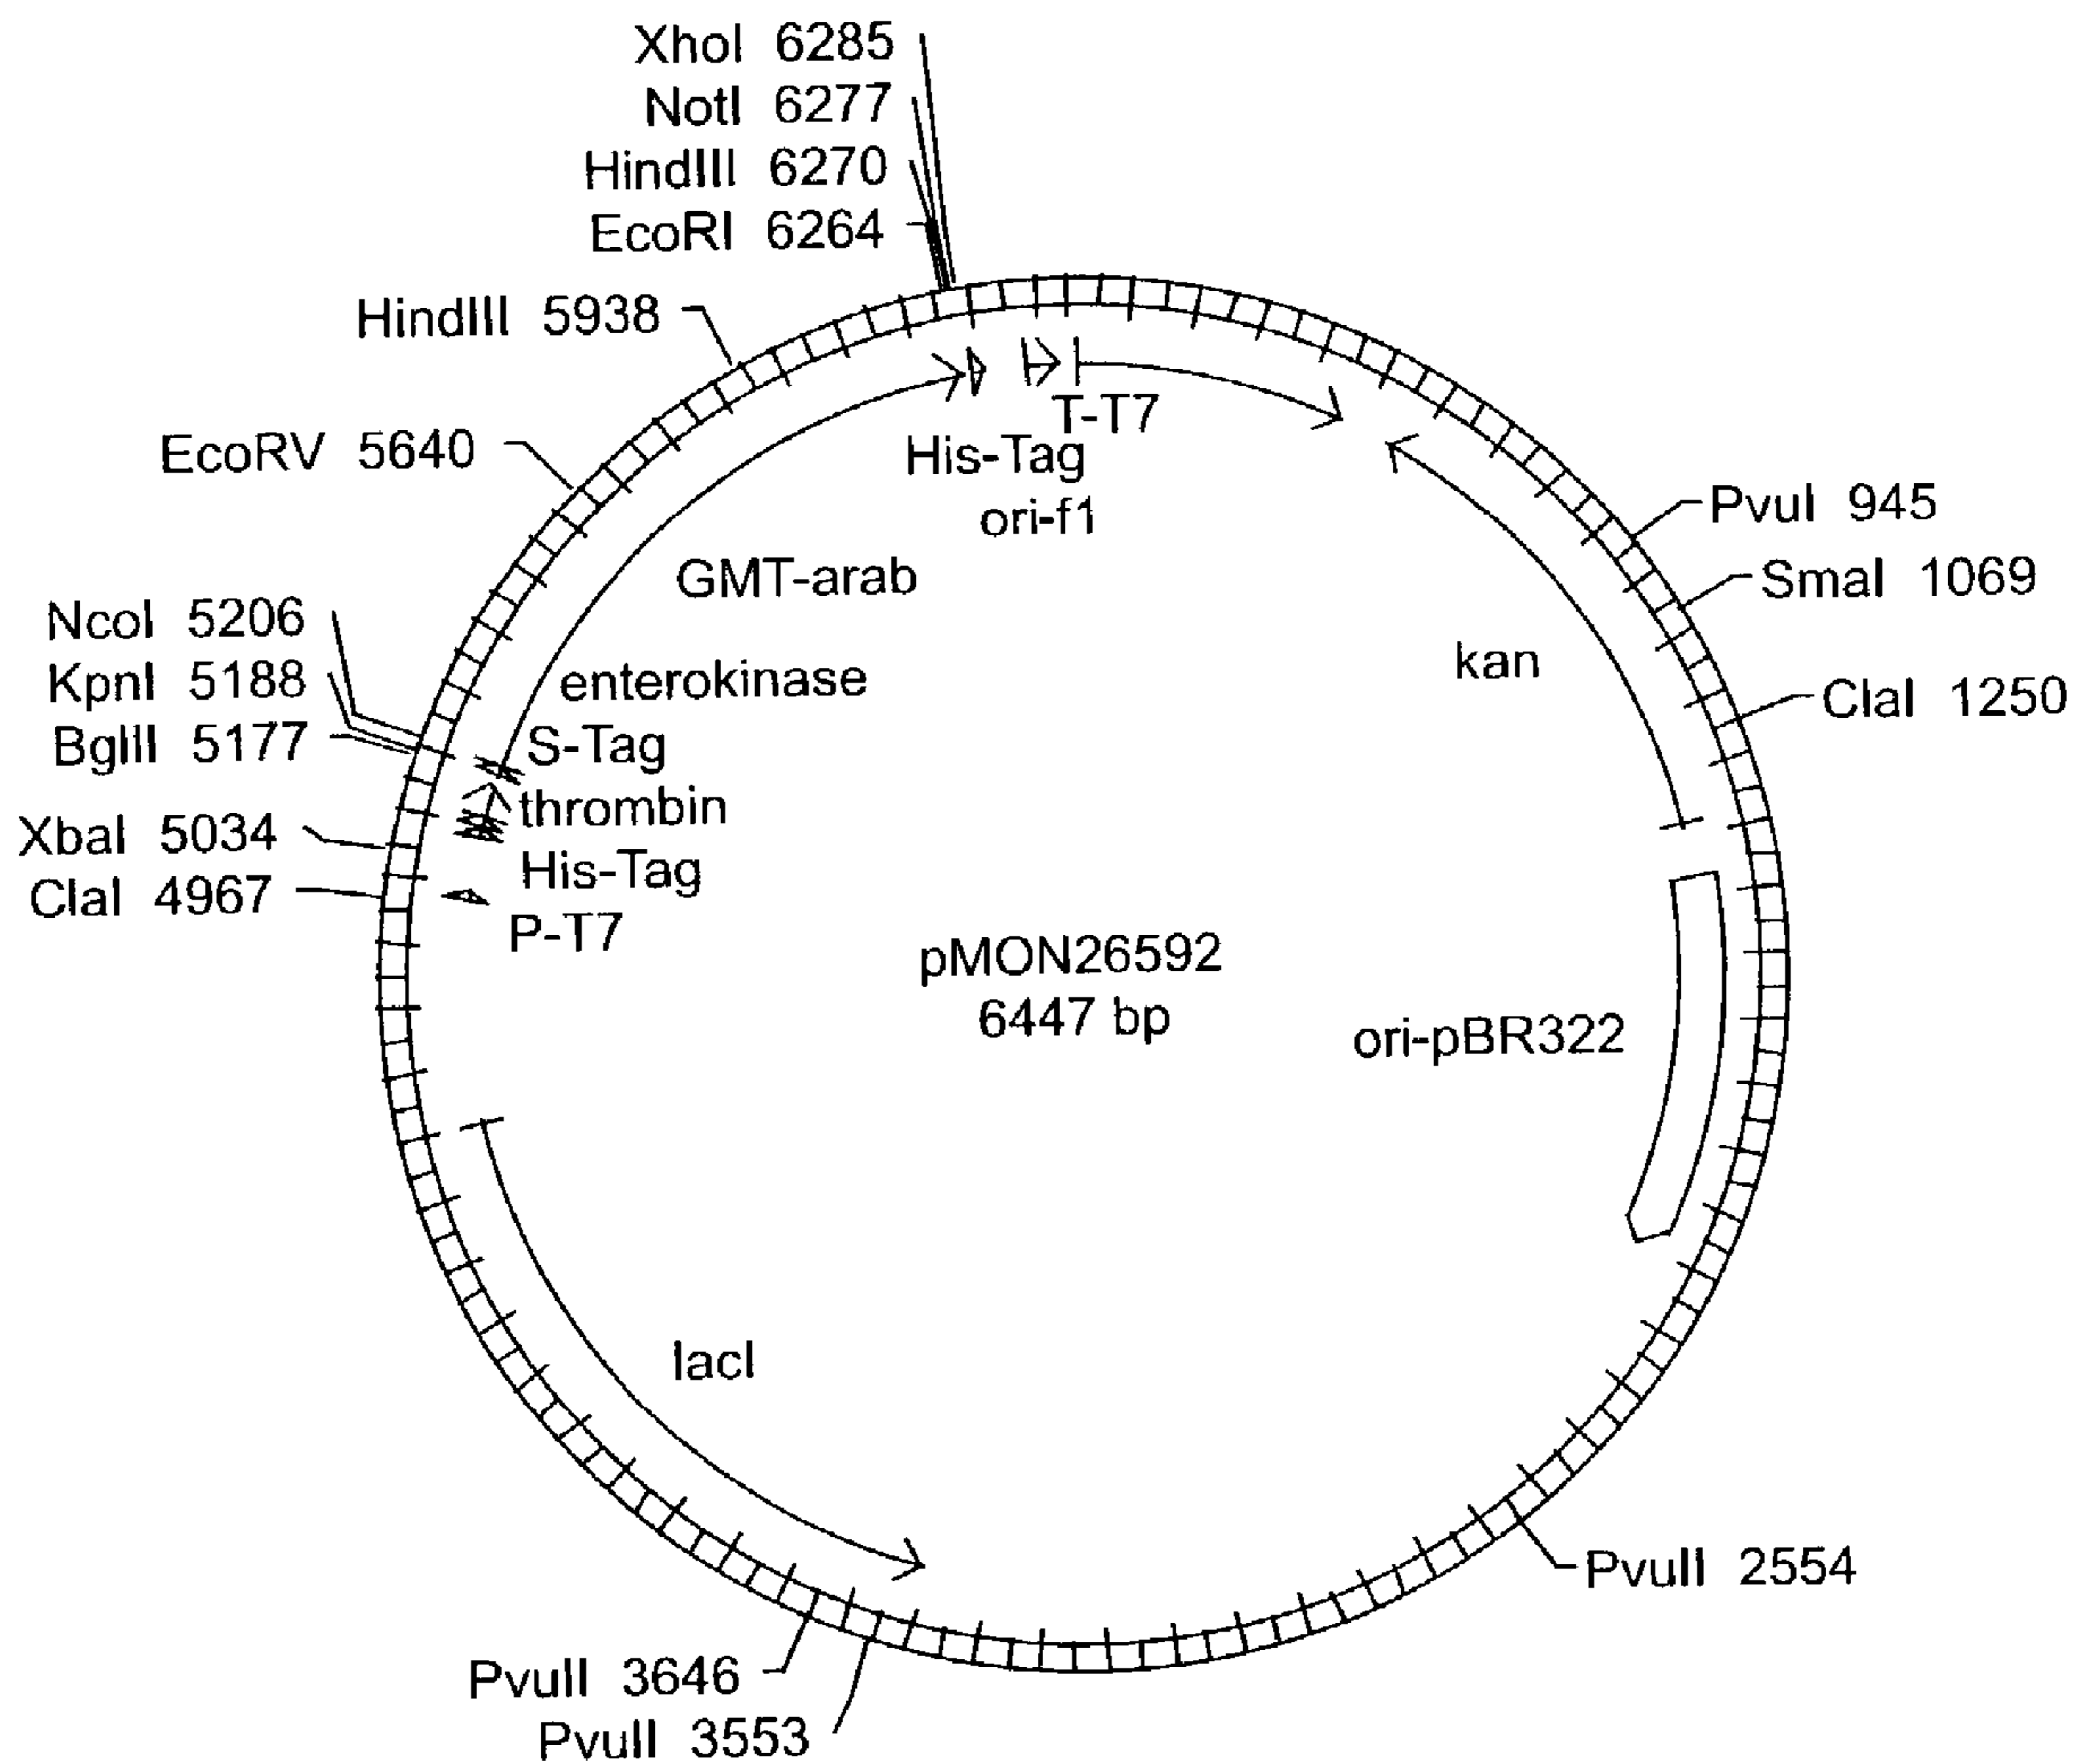 XhoI 6285
NotI 6277
HindIII 6270
EcoRI 6264
HindIII 5938
EcoRV 5640
NcoI 5206
KpnI 5188
BglII 5177
XbaI 5034
ClaI 4967
T-T7
His-Tag
ori-f1
GMT-arab
enterokinase
S-Tag
thrombin
His-Tag
P-T7
PvuI 945
SmaI 1069
kan
ClaI 1250
pMON26592
6447 bp
ori-pBR322
lacI
PvuII 2554
PvuII 3646
PvuII 3553